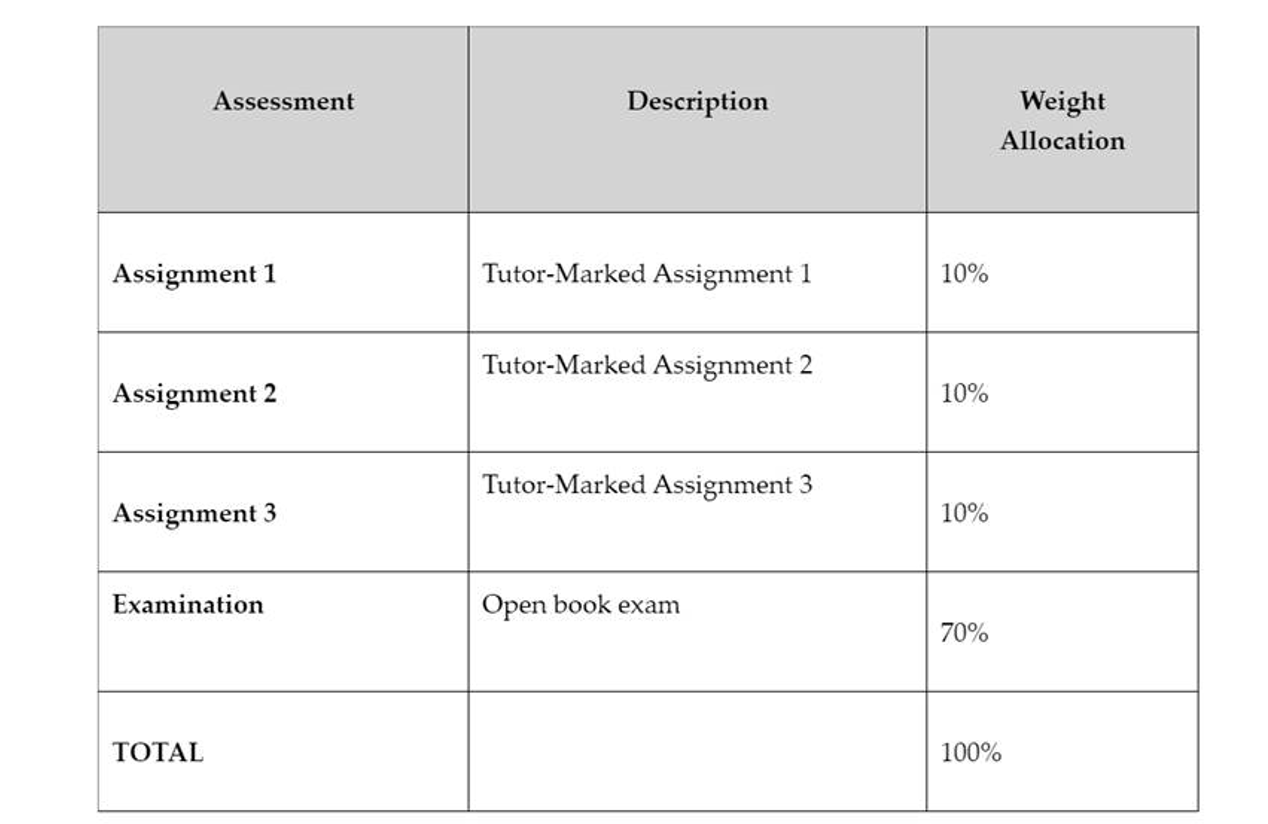 Assessment
Description
Weight
Allocation
Assignment 1
Tutor-Marked Assignment 1
10%
Assignment 2
Tutor-Marked Assignment 2
10%
Assignment 3
Tutor-Marked Assignment 3
10%
Examination
Open book exam
70%
TOTAL
100%